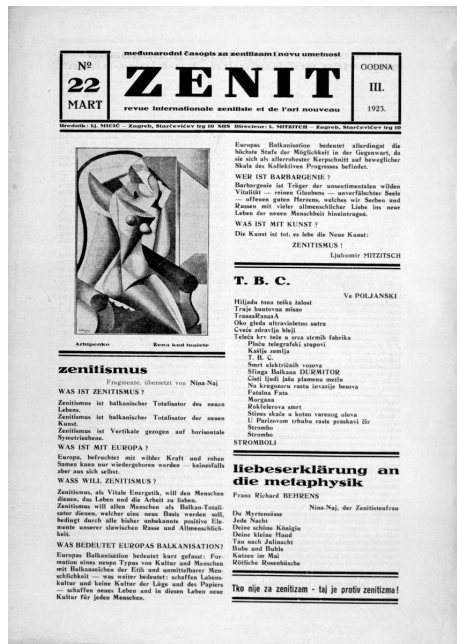 međunarodni časopis za zenitizam i novu umetnost
Nº
22
MART
ZENIT
GODINA
III.
1923.
revue internationale zenitiste et de l'art nouveau
Urednik: Lj. MICIĆ — Zagreb, Starčevićev trg 10 SHS Directeur: L. MITZITCH — Zagreb, Starčevićev trg 10
Arhipenko Žena kod toalete
zenitismus
Fragmente, übersetzt von Nina-Naj
WAS IST ZENITISMUS ?
Zenitismus ist balkanischer Totalisator des neuen
Lebens.
Zenitismus ist balkanischer Totalisator der neuen
Kunst.
Zenitismus ist Vertikale gezogen auf horisontale
Symetrieebene.
WAS IST MIT EUROPA ?
Europa, befruchtet mit wilder Kraft und rohen
Samen kann nur wiedergeboren werden — keinesfalls
aber aus sich selbst.
WASS WILL ZENITISMUS ?
Zenitismus, als Vitale Energetik, will den Menschen
dienen, das Leben und die Arbeit zu lieben.
Zenitismus will allen Menschen als Balkan-Totali-
sator dienen, welcher eine neue Basis werden soll,
bedingt durch alle bisher unbekannte positive Ele-
mente unserer slawischen Rasse und Allmenschlich-
keit.
WAS BEDEUTET EUROPAS BALKANISATION?
Europas Balkanisation bedeutet kurz gefasst: For-
mation eines neuen Typus von Kultur und Menschen
mit Balkanzeichen der Etik und unmittelbarer Men-
schlichkeit — was weiter bedeutet: schaffen Lebens-
kultur und keine Kultur der Lüge und des Papiers
— schaffen neues Leben und in diesen Leben neue
Kultur für jeden Menschen.
Europas Balkanisation bedeutet allerdings die
höchste Stufe der Möglichkeit in der Gegenwart, da
sie sich als allerrohester Kerpschnitt auf beweglicher
Skala des Kollektiven Progresses befindet.
WER IST BARBARGENIE ?
Barbargenie ist Träger der unsentimentalen wilden
Vitalität — reinen Glaubens — unverfälschter Seele
— offenen guten Herzens, welches wir Serben und
Russen mit vieler allmenschlicher Liebe ins neue
Leben der neuen Menschheit hineintragen.
WAS IST MIT KUNST ?
Die Kunst ist tot, es lebe die Neue Kunst:
ZENITISMUS !
Ljubomir MITZITSCH
T. B. C.
Ve POLJANSKI
Hiljadu tona teška žalost
Truje buntovna misao
TraaaaRaaaaA
Oko gleda ultravioletno sutra
Cveće zdravlja bleji
Teleća krv teče u srca strmih fabrika
Plaču telegrafski stupovi
Kašlje zemlja
T. B. C.
Smrt električnih vozova
Sfinga Balkana DURMITOR
Čisti ljudi jašu plamenu metlu
Na krugozoru rastu invazije besova
Fatalna Fata
Morgana
Rokfelerova smrt
Stines skače u kotao varenog olova
U Parizovom trbuhu raste praskavi žir
Strombo
Strombo
STROMBOLI
liebeserklärung an
die metaphysik
Franz Richard BEHRENS
Nina-Naj, der Zenitistenfrau
Du Myrtemüsse
Jede Nacht
Deine schöne Königin
Deine kleine Hand
Tau nach Julinacht
Bube und Buhle
Katzen im Mai
Rötliche Rosenbüsche
Tko nije za zenitizam - taj je protiv zenitizma!